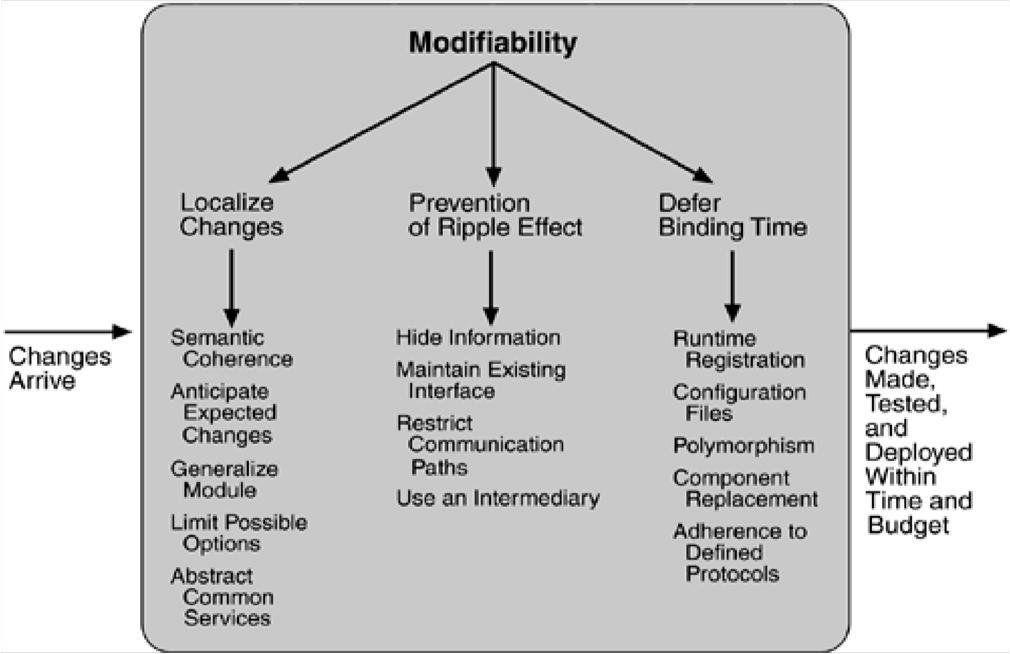 Modifiability
Localize
Changes
Prevention
of Ripple Effect
Defer
Binding Time
Changes
Arrive
Semantic
Coherence
Anticipate
Expected
Changes
Generalize
Module
Limit Possible
Options
Abstract
Common
Services
Hide Information
Maintain Existing
Interface
Restrict
Communication
Paths
Use an Intermediary
Runtime
Registration
Configuration
Files
Polymorphism
Component
Replacement
Adherence to
Defined
Protocols
Changes
Made,
Tested,
and
Deployed
Within
Time and
Budget